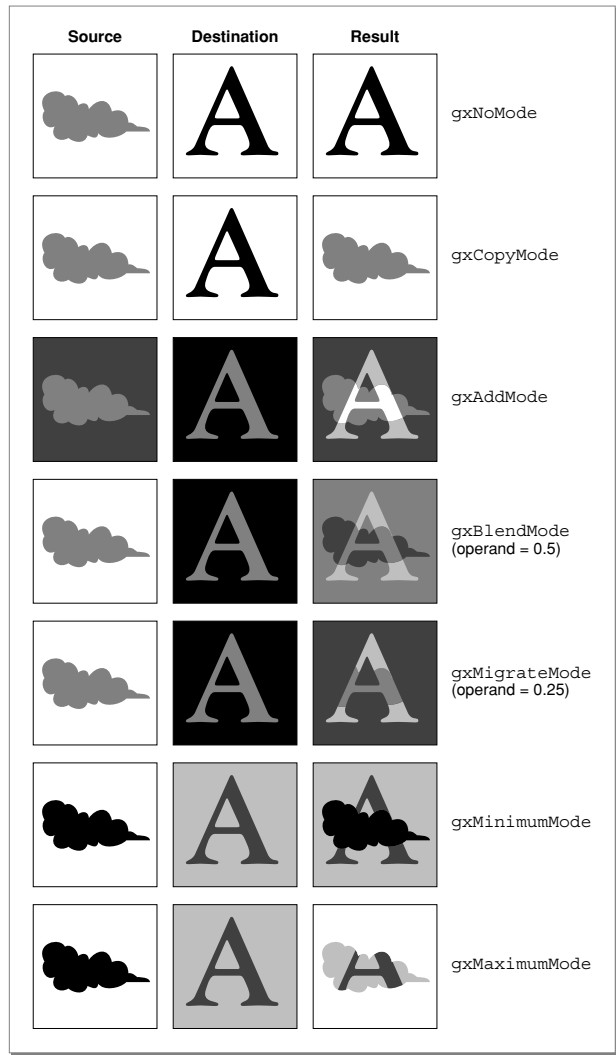 Source Destination Result
gxNoMode
gxCopyMode
gxAddMode
gxBlendMode
(operand = 0.5)
gxMigrateMode
(operand = 0.25)
gxMinimumMode
gxMaximumMode
A A
A
A A
A A
A A
A A
A A